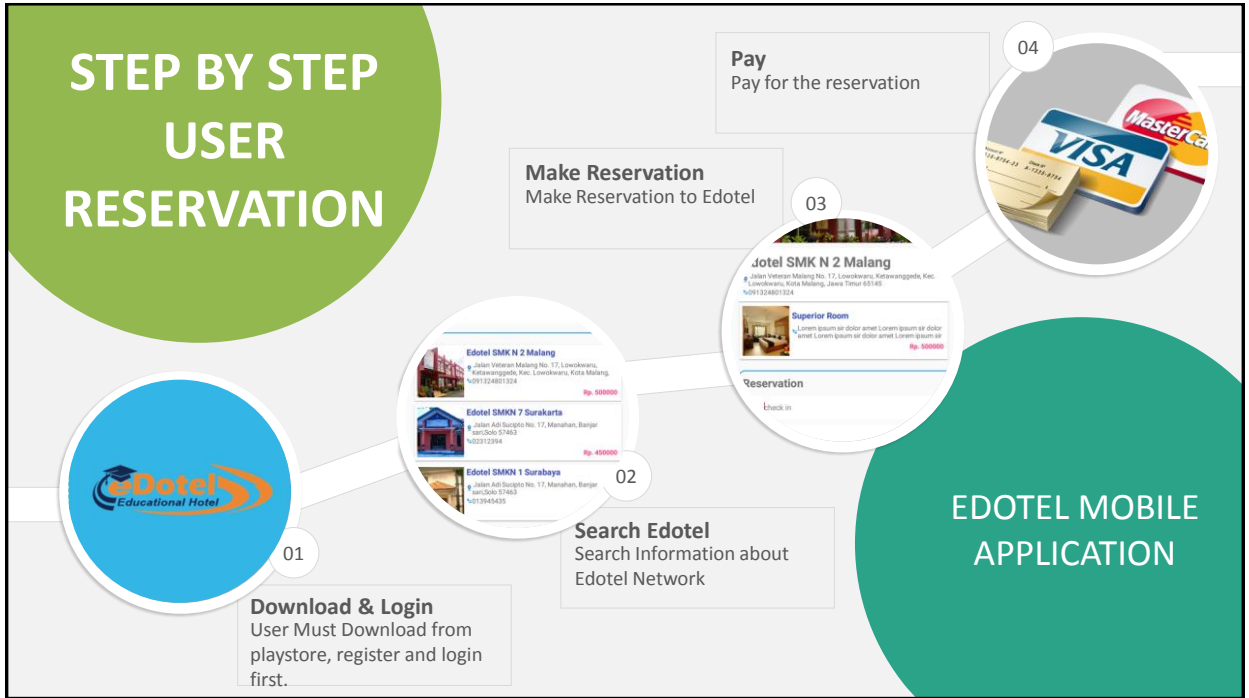 STEP BY STEP
USER
RESERVATION
eDotel
Educational Hotel
01
Download & Login
User Must Download from
playstore, register and login
first.
Edotel SMK N 2 Malang
Jalan Veteran Malang No. 17, Lowokwaru,
Ketawanggede, Kec. Lowokwaru, Kota Malang,
091324801324
Rp. 500000
Edotel SMKN 7 Surakarta
Jalan Adi Sucipto No. 17, Manahan, Banjar
sari,Solo 57463
02312394
Rp. 450000
Edotel SMKN 1 Surabaya
Jalan Adi Sucipto No. 17, Manahan, Banjar
sari,Solo 57463
013945435
02
Search Edotel
Search Information about
Edotel Network
Make Reservation
Make Reservation to Edotel
03
dotel SMK N 2 Malang
Jalan Veteran Malang No. 17, Lowokwaru, Ketawanggede, Kec.
Lowokwaru, Kota Malang, Jawa Timur 65145
091324801324
Superior Room
Lorem ipsum sir dolor amet Lorem ipsum sir dolor
amet Lorem ipsum sir dolor amet Lorem ipsum sir
Rp. 500000
Reservation
check in
Pay
Pay for the reservation
04
MasterCa
VISA
EDOTEL MOBILE
APPLICATION